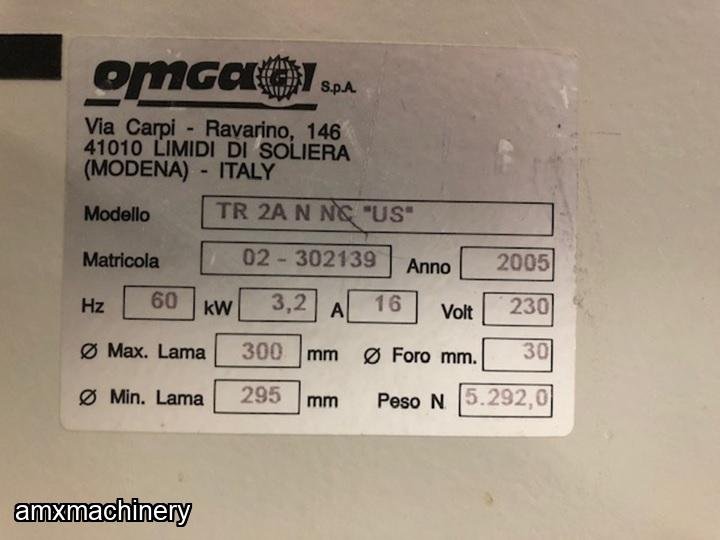 omga S.p.A.
Via Carpi - Ravarino, 146
41010 LIMIDI DI SOLIERA
(MODENA) - ITALY
Modello TR 2A N NC "US"
Matricola 02 - 302139 Anno 2005
Hz 60 kW 3,2 A 16 Volt 230
Ø Max. Lama 300 mm Ø Foro mm. 30
Ø Min. Lama 295 mm Peso N 5.292,0
amxmachinery